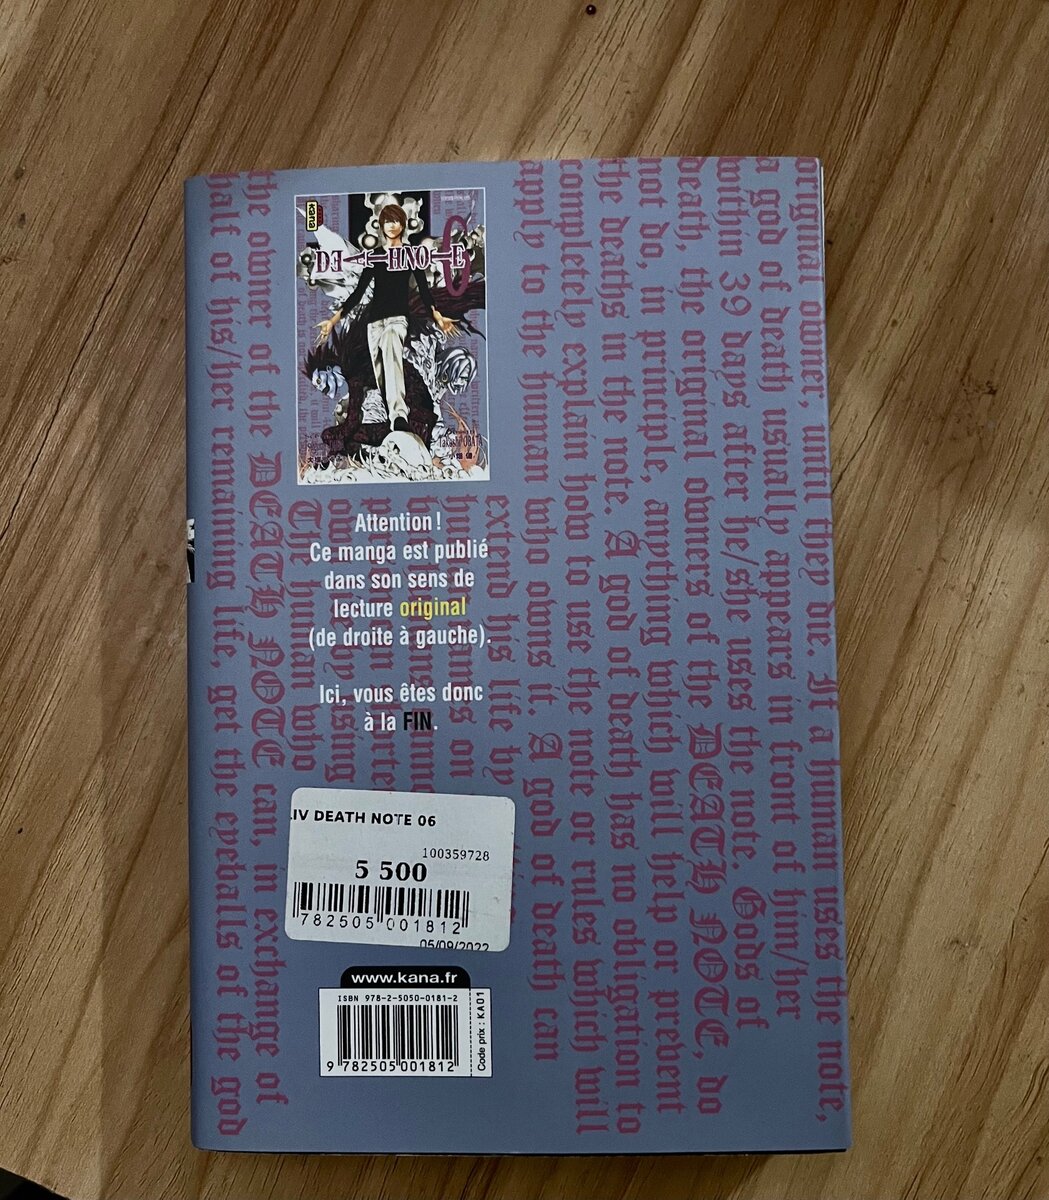 kana
DEATHNOTE
6
Takeshi OBATA
小畑 健
Attention !
Ce manga est publié
dans son sens de
lecture original
(de droite à gauche).
Ici, vous êtes donc
à la FIN.
LIV DEATH NOTE 06
100359728
5 500
782505 001812
05/09/2022
www.kana.fr
ISBN 978-2-5050-0181-2
9 782505 001812
Code prix : KA01
original owner, until they die. If a human uses the note,
a god of death usually appears in front of him/her
within 39 days after he/she uses the note. Gods of
death, the original owners of the DEATH NOTE, do
not do, in principle, anything which will help or prevent
the deaths in the note. A god of death has no obligation to
completely explain how to use the note or rules which will
apply to the human who owns it. A god of death can
extend his life by
The human who
the owner of the DEATH NOTE can, in exchange of
half of his/her remaining life, get the eyeballs of the god